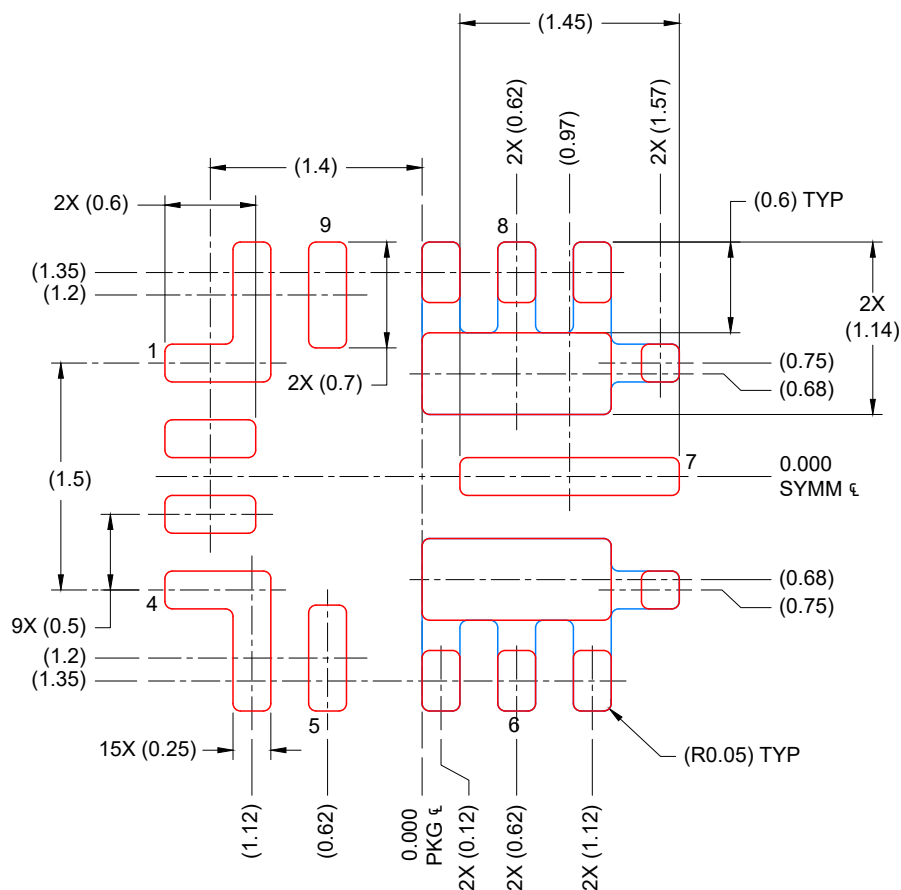 (1.45)
2X (0.62)
(0.97)
2X (1.57)
(1.4)
2X (0.6)
9
8
(0.6) TYP
(1.35)
(1.2)
2X
(1.14)
1
2X (0.7)
(0.75)
(0.68)
(1.5)
7
0.000
SYMM ℄
(0.68)
(0.75)
4
9X (0.5)
(1.2)
(1.35)
5
6
15X (0.25)
(R0.05) TYP
(1.12)
(0.62)
0.000
PKG ℄
2X (0.12)
2X (0.62)
2X (1.12)